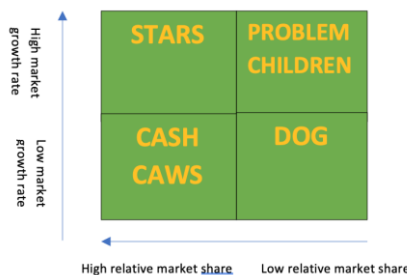 High market
growth rate
STARS
PROBLEM
CHILDREN
Low market
growth rate
CASH
CAWS
DOG
High relative market share
Low relative market share